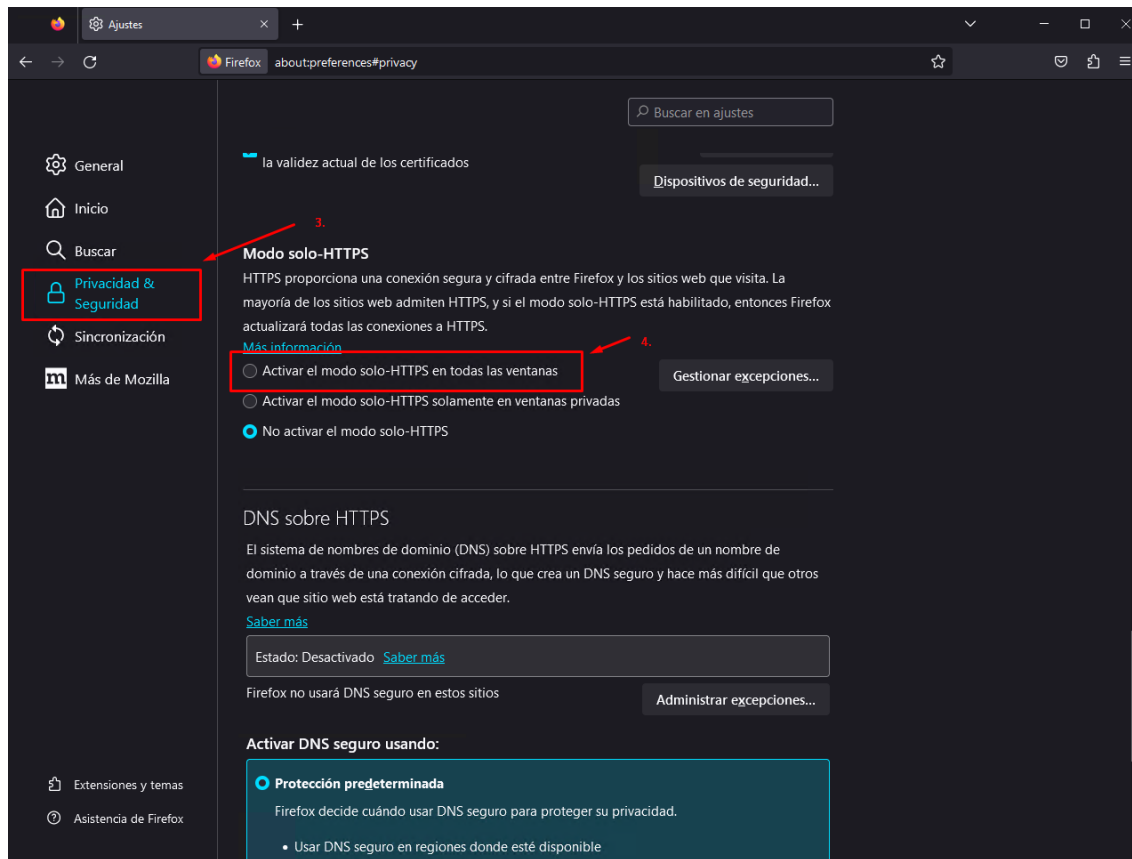 Ajustes
Firefox about:preferences#privacy
Buscar en ajustes
General
Inicio
Buscar
Privacidad &
Seguridad
Sincronización
Más de Mozilla
Extensiones y temas
Asistencia de Firefox
la validez actual de los certificados
Dispositivos de seguridad...
3.
Modo solo-HTTPS
HTTPS proporciona una conexión segura y cifrada entre Firefox y los sitios web que visita. La
mayoría de los sitios web admiten HTTPS, y si el modo solo-HTTPS está habilitado, entonces Firefox
actualizará todas las conexiones a HTTPS.
Más información
4.
Activar el modo solo-HTTPS en todas las ventanas
Gestionar excepciones...
Activar el modo solo-HTTPS solamente en ventanas privadas
No activar el modo solo-HTTPS
DNS sobre HTTPS
El sistema de nombres de dominio (DNS) sobre HTTPS envía los pedidos de un nombre de
dominio a través de una conexión cifrada, lo que crea un DNS seguro y hace más difícil que otros
vean que sitio web está tratando de acceder.
Saber más
Estado: Desactivado Saber más
Firefox no usará DNS seguro en estos sitios
Administrar excepciones...
Activar DNS seguro usando:
Protección predeterminada
Firefox decide cuándo usar DNS seguro para proteger su privacidad.
• Usar DNS seguro en regiones donde esté disponible